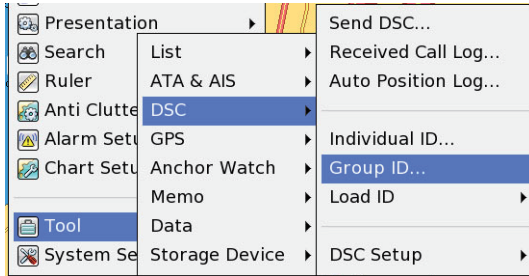 Presentation
Search
Ruler
Anti Clutte
Alarm Setu
Chart Setu
Tool
System Se
List
ATA & AIS
DSC
GPS
Anchor Watch
Memo
Data
Storage Device
Send DSC...
Received Call Log...
Auto Position Log...
Individual ID...
Group ID...
Load ID
DSC Setup